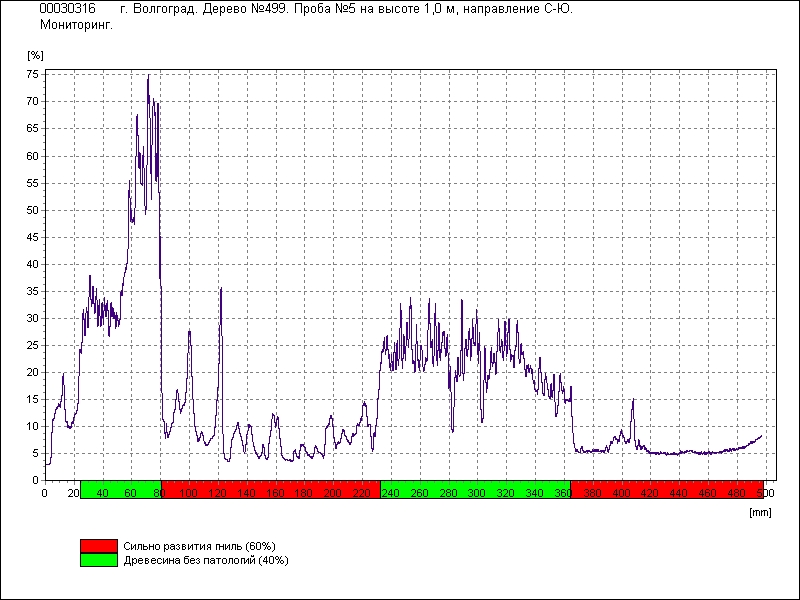 00030316 г. Волгоград. Дерево №499. Проба №5 на высоте 1,0 м, направление С-Ю.
Мониторинг.
[%]
75
70
65
60
55
50
45
40
35
30
25
20
15
10
5
0
0 20 40 60 80 100 120 140 160 180 200 220 240 260 280 300 320 340 360 380 400 420 440 460 480 500
[mm]
Сильно развития гниль (60%)
Древесина без патологий (40%)